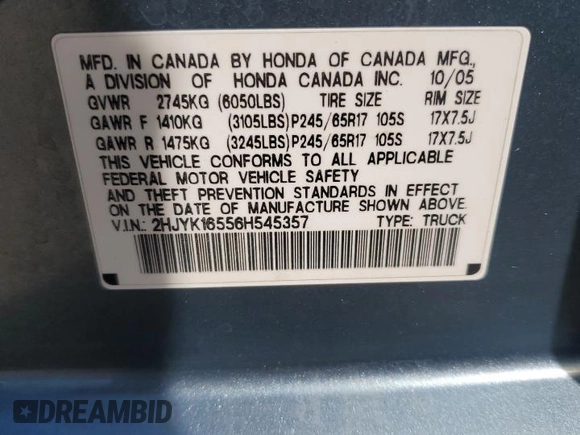 MFD. IN CANADA BY HONDA OF CANADA MFG.,
A DIVISION OF HONDA CANADA INC. 10/05
GVWR 2745KG (6050LBS) TIRE SIZE RIM SIZE
GAWR F 1410KG (3105LBS)P245/65R17 105S 17X7.5J
GAWR R 1475KG (3245LBS)P245/65R17 105S 17X7.5J
THIS VEHICLE CONFORMS TO ALL APPLICABLE
FEDERAL MOTOR VEHICLE SAFETY
AND THEFT PREVENTION STANDARDS IN EFFECT
ON THE DATE OF MANUFACTURE SHOWN ABOVE.
V.I.N.: 2HJYK16556H545357 TYPE: TRUCK
DREAMBID